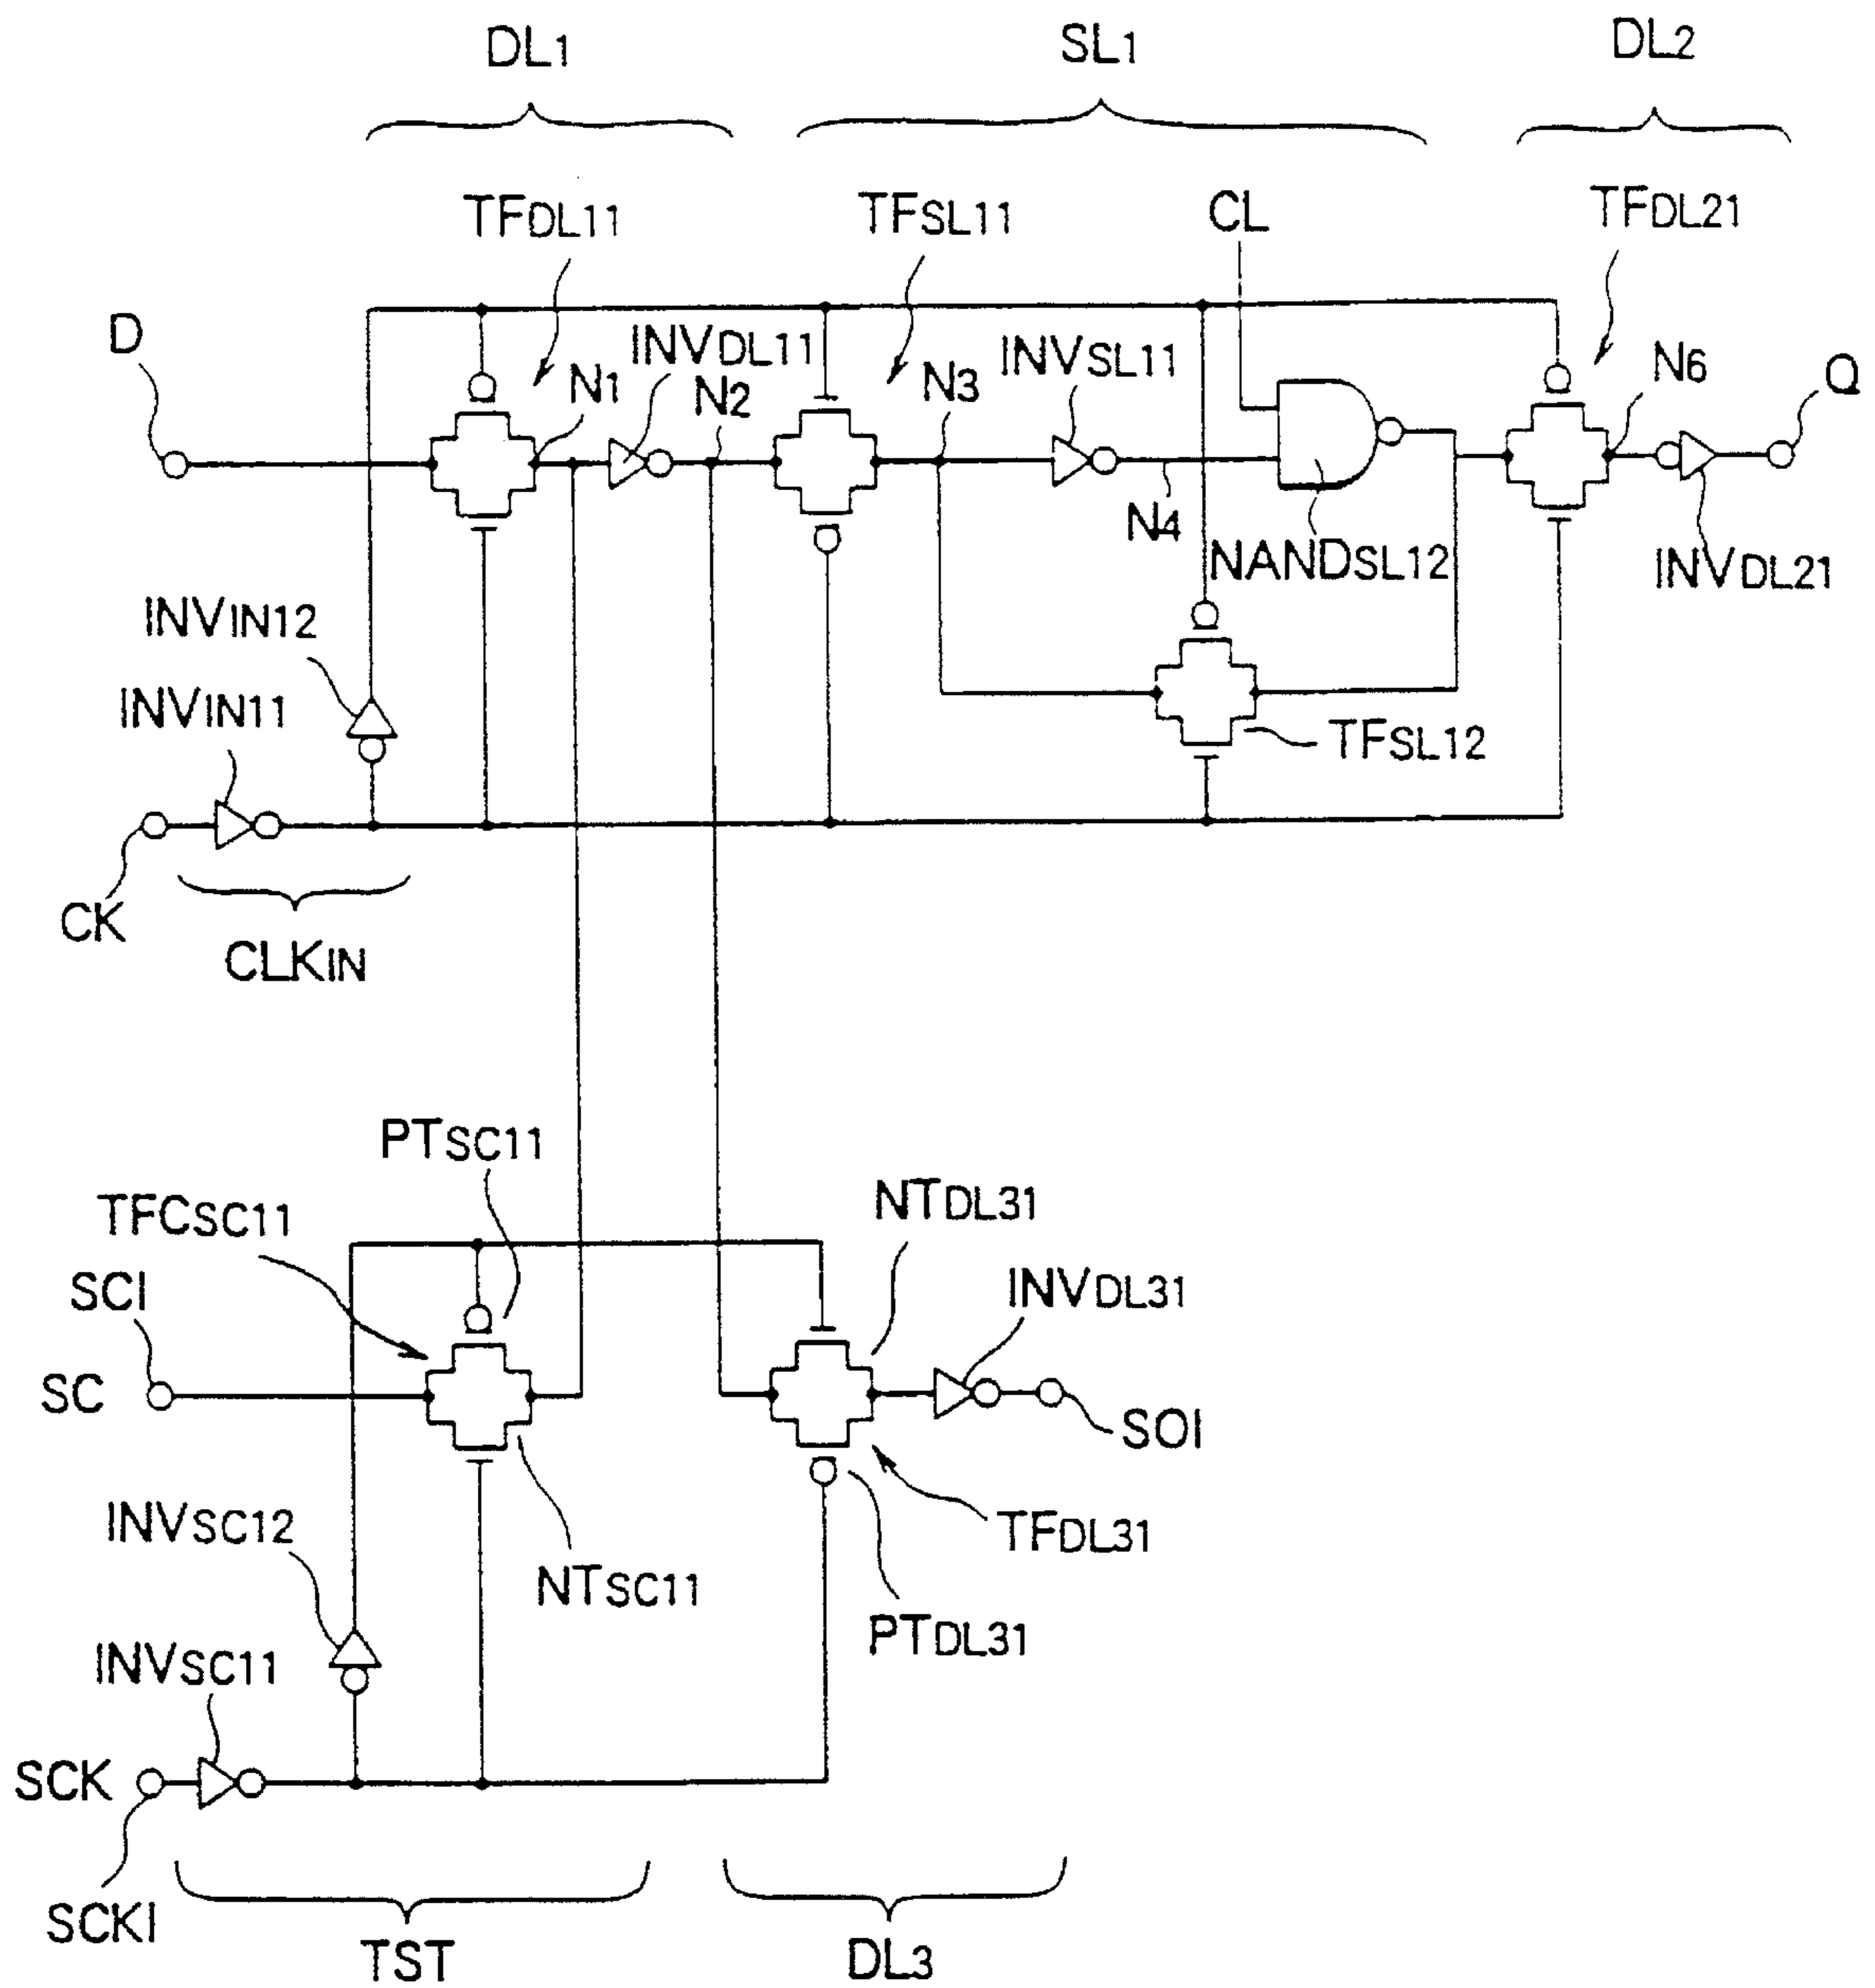 DL1
SL1
DL2
TFDL11
TFSL11
CL
TFDL21
D
N1
INVDL11
N2
N3
INVSL11
N6
Q
N4
NANDSL12
INVDL21
INVIN12
INVIN11
TFSL12
CK
CLKIN
PTSC11
TFCSC11
NTDL31
SCI
INVDL31
SC
SOI
INVSC12
NTSC11
TFDL31
PTDL31
INVSC11
SCK
SCKI
TST
DL3